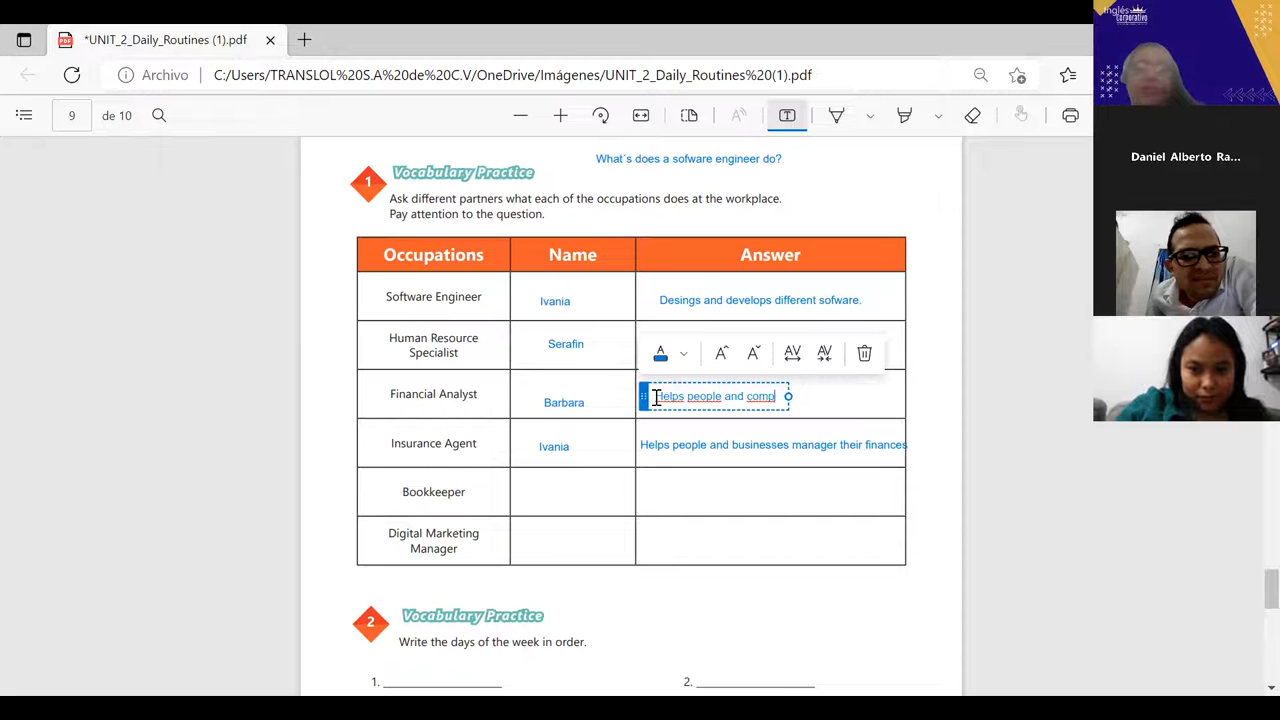 *UNIT_2_Daily_Routines (1).pdf
Inglés
Corporativo
Archivo
C:/Users/TRANSLOL%20S.A%20de%20C.V/OneDrive/Imágenes/UNIT_2_Daily_Routines%20(1).pdf
9
de 10
What´s does a sofware engineer do?
Daniel Alberto Ra...
1
Vocabulary Practice
Ask different partners what each of the occupations does at the workplace.
Pay attention to the question.
Occupations
Name
Answer
Software Engineer
Ivania
Desings and develops different sofware.
Human Resource
Specialist
Serafin
Financial Analyst
Barbara
Helps people and comp
Insurance Agent
Ivania
Helps people and businesses manager their finances
Bookkeeper
Digital Marketing
Manager
2
Vocabulary Practice
Write the days of the week in order.
1.
2.